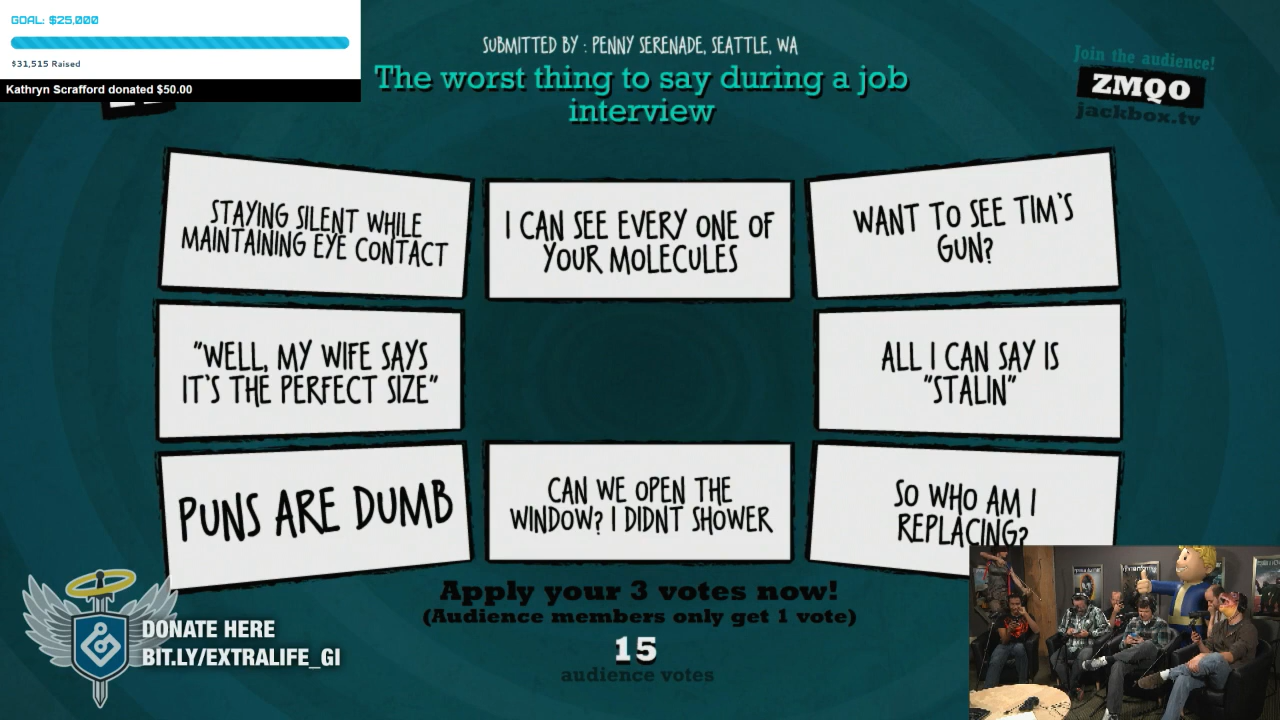 GOAL: $25,000
$31,515 Raised
Kathryn Scrafford donated $50.00
SUBMITTED BY : PENNY SERENADE, SEATTLE, WA
The worst thing to say during a job
interview
Join the audience!
ZMQO
jackbox.tv
STAYING SILENT WHILE
MAINTAINING EYE CONTACT
I CAN SEE EVERY ONE OF
YOUR MOLECULES
WANT TO SEE TIM'S
GUN?
"WELL, MY WIFE SAYS
IT'S THE PERFECT SIZE"
ALL I CAN SAY IS
"STALIN"
PUNS ARE DUMB
CAN WE OPEN THE
WINDOW? I DIDNT SHOWER
SO WHO AM I
REPLACING?
Apply your 3 votes now!
(Audience members only get 1 vote)
15
audience votes
DONATE HERE
BIT.LY/EXTRALIFE_GI